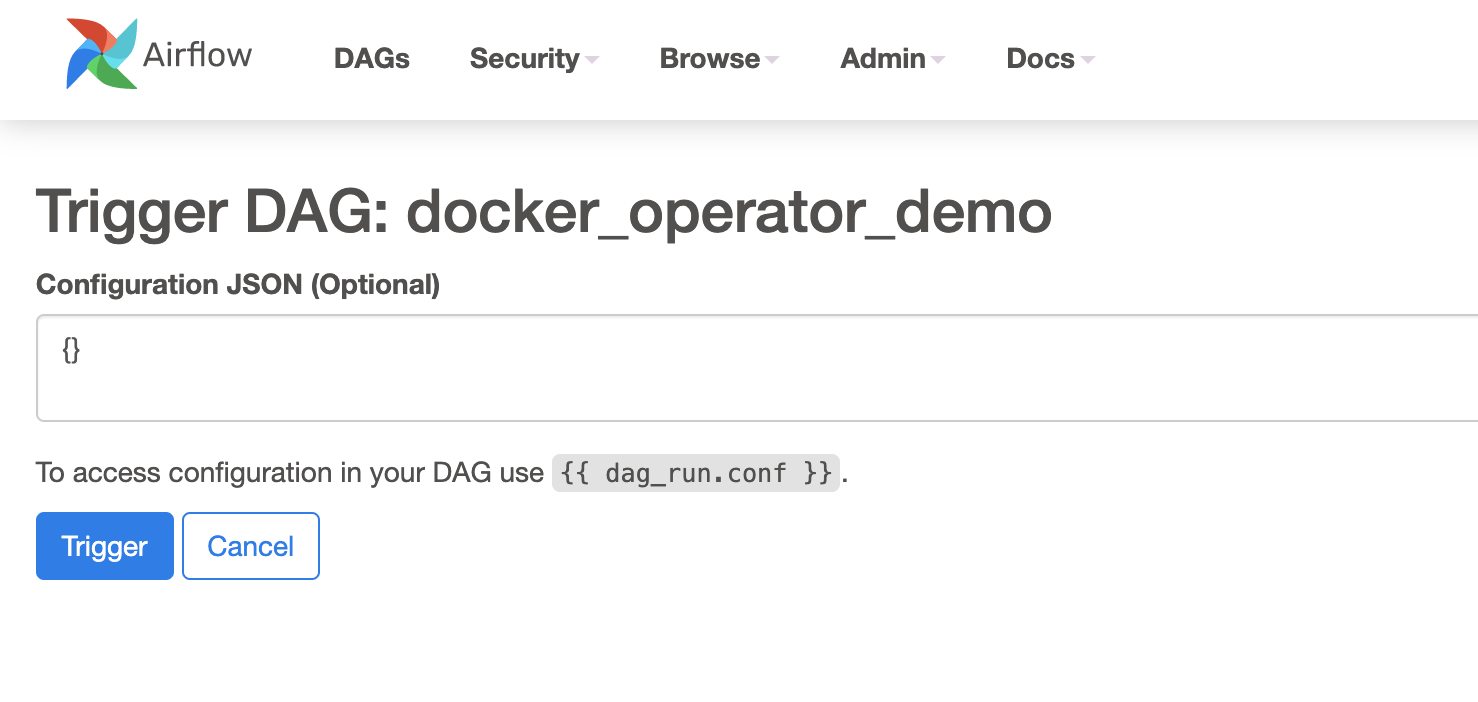 Airflow DAGs Security Browse Admin Docs
Trigger DAG: docker_operator_demo
Configuration JSON (Optional)
{}
To access configuration in your DAG use {{ dag_run.conf }}.
Trigger Cancel